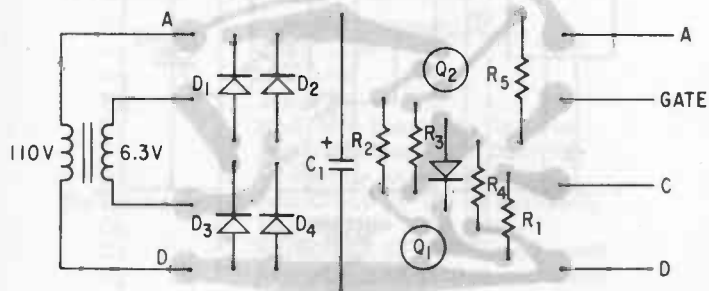 A
A
Q2
D1
D2
R5
GATE
110V
6.3V
+
C1
R2
R3
R4
C
D3
D4
R1
Q1
D
D